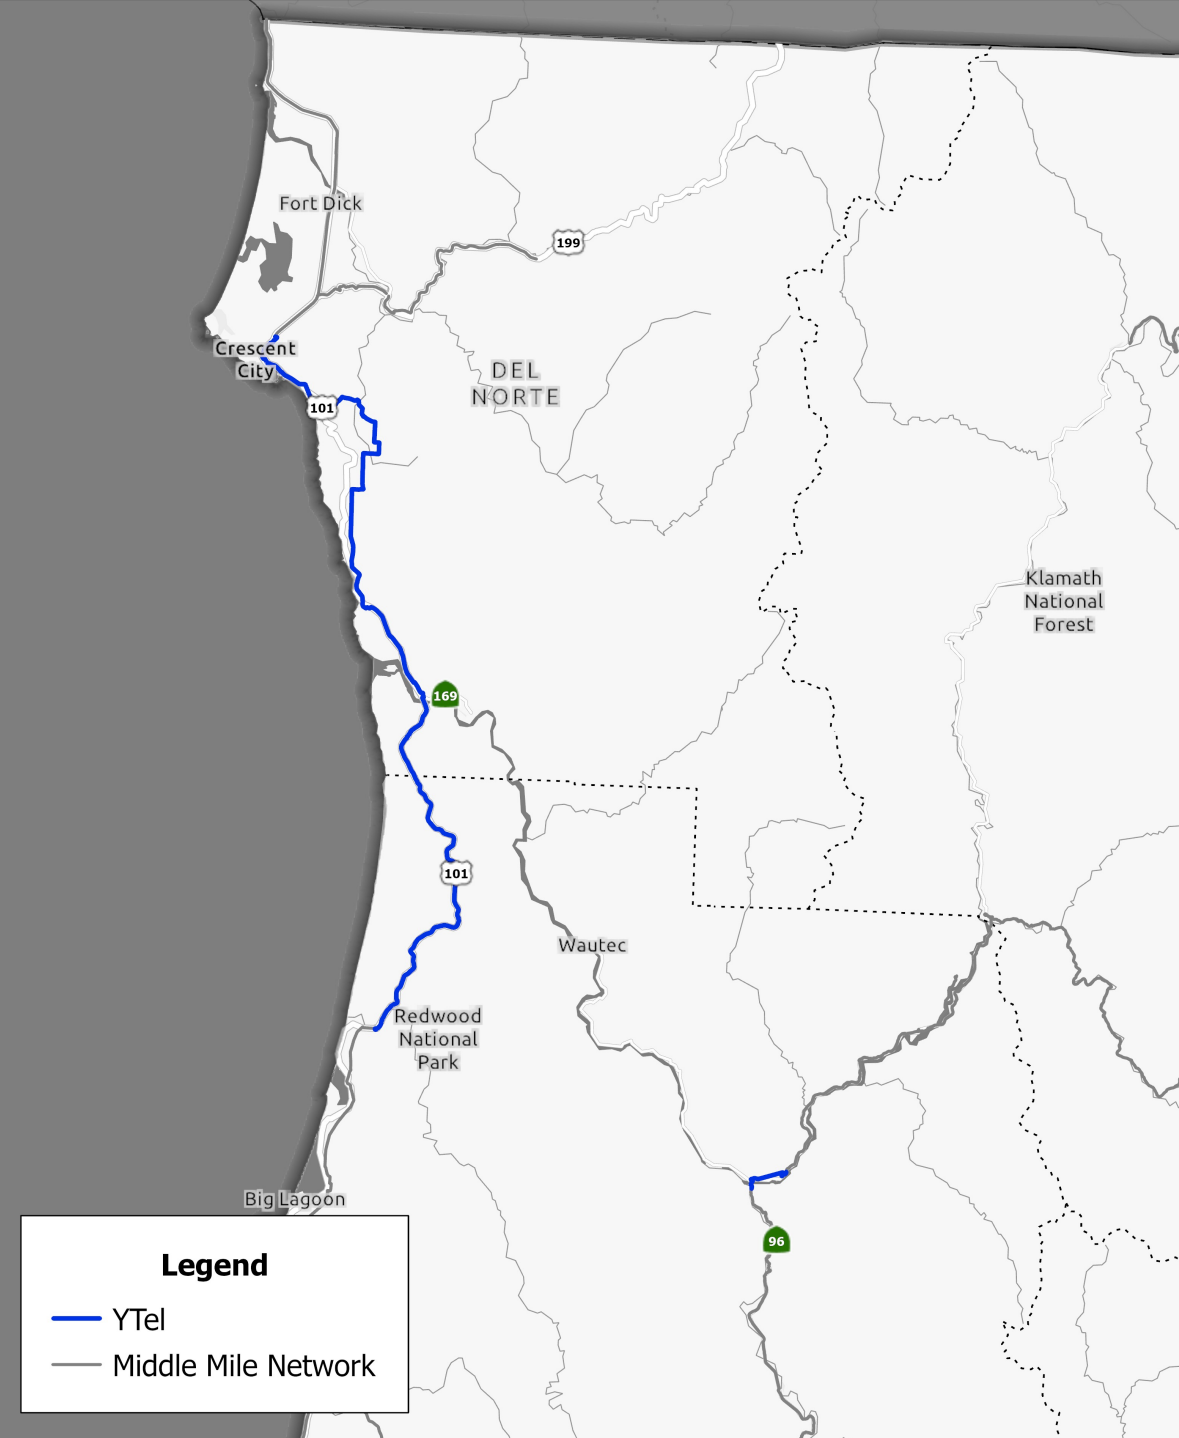 Fort Dick
199
Crescent
City
DEL
NORTE
101
Klamath
National
Forest
169
101
Wautec
Redwood
National
Park
Big Lagoon
96
Legend
YTel
Middle Mile Network